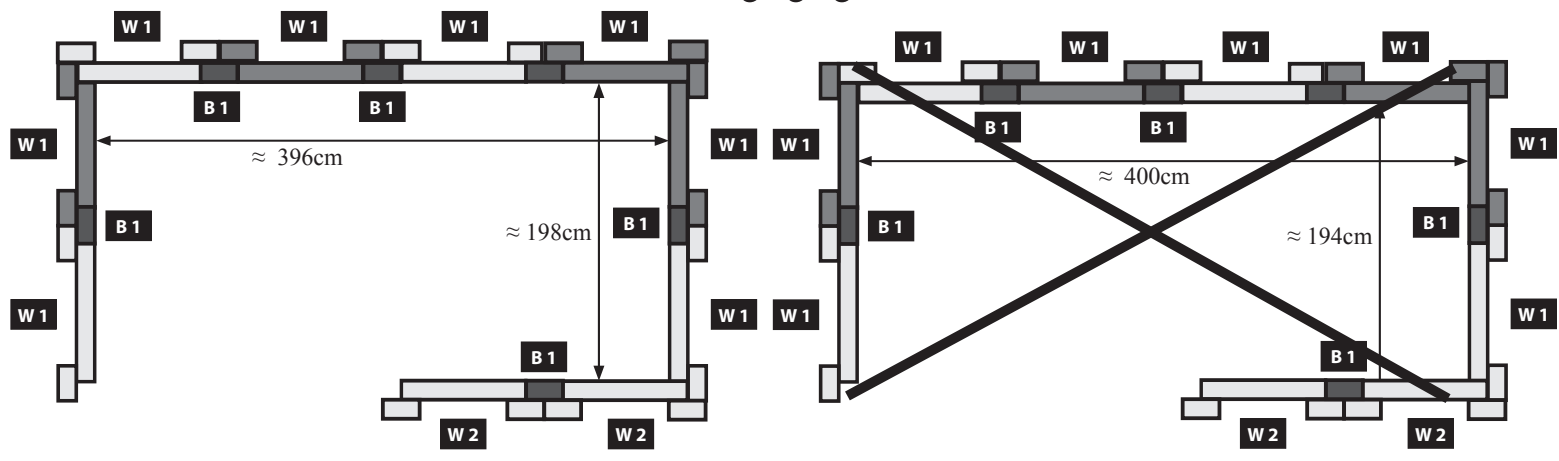 W 1 W 1 W 1 W 1
B 1 B 1
W 1 W 1
≈ 396cm
B 1 ≈ 198cm B 1
W 1 W 1
B 1
W 2 W 2
W 1 W 1 W 1 W 1
B 1 B 1
W 1 W 1
≈ 400cm
B 1 ≈ 194cm B 1
W 1 W 1
B 1
W 2 W 2